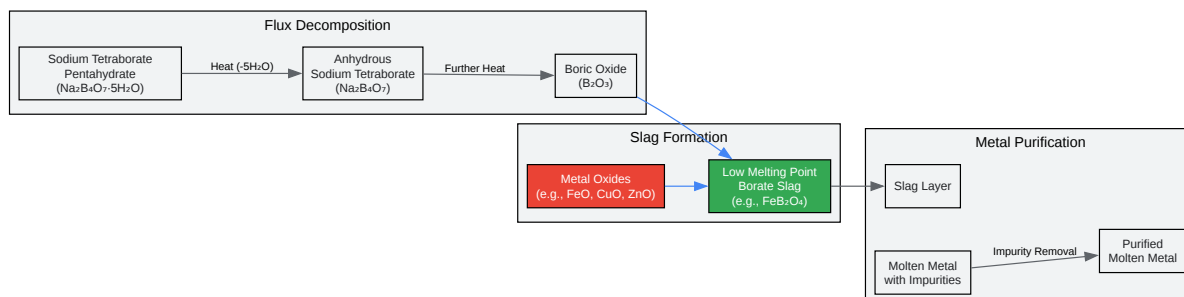 Flux Decomposition
Sodium Tetraborate
Pentahydrate
(Na₂B₄O₇·5H₂O)
Heat (-5H₂O)
Anhydrous
Sodium Tetraborate
(Na₂B₄O₇)
Further Heat
Boric Oxide
(B₂O₃)
Slag Formation
Metal Oxides
(e.g., FeO, CuO, ZnO)
Low Melting Point
Borate Slag
(e.g., FeB₂O₄)
Metal Purification
Slag Layer
Molten Metal
with Impurities
Impurity Removal
Purified
Molten Metal